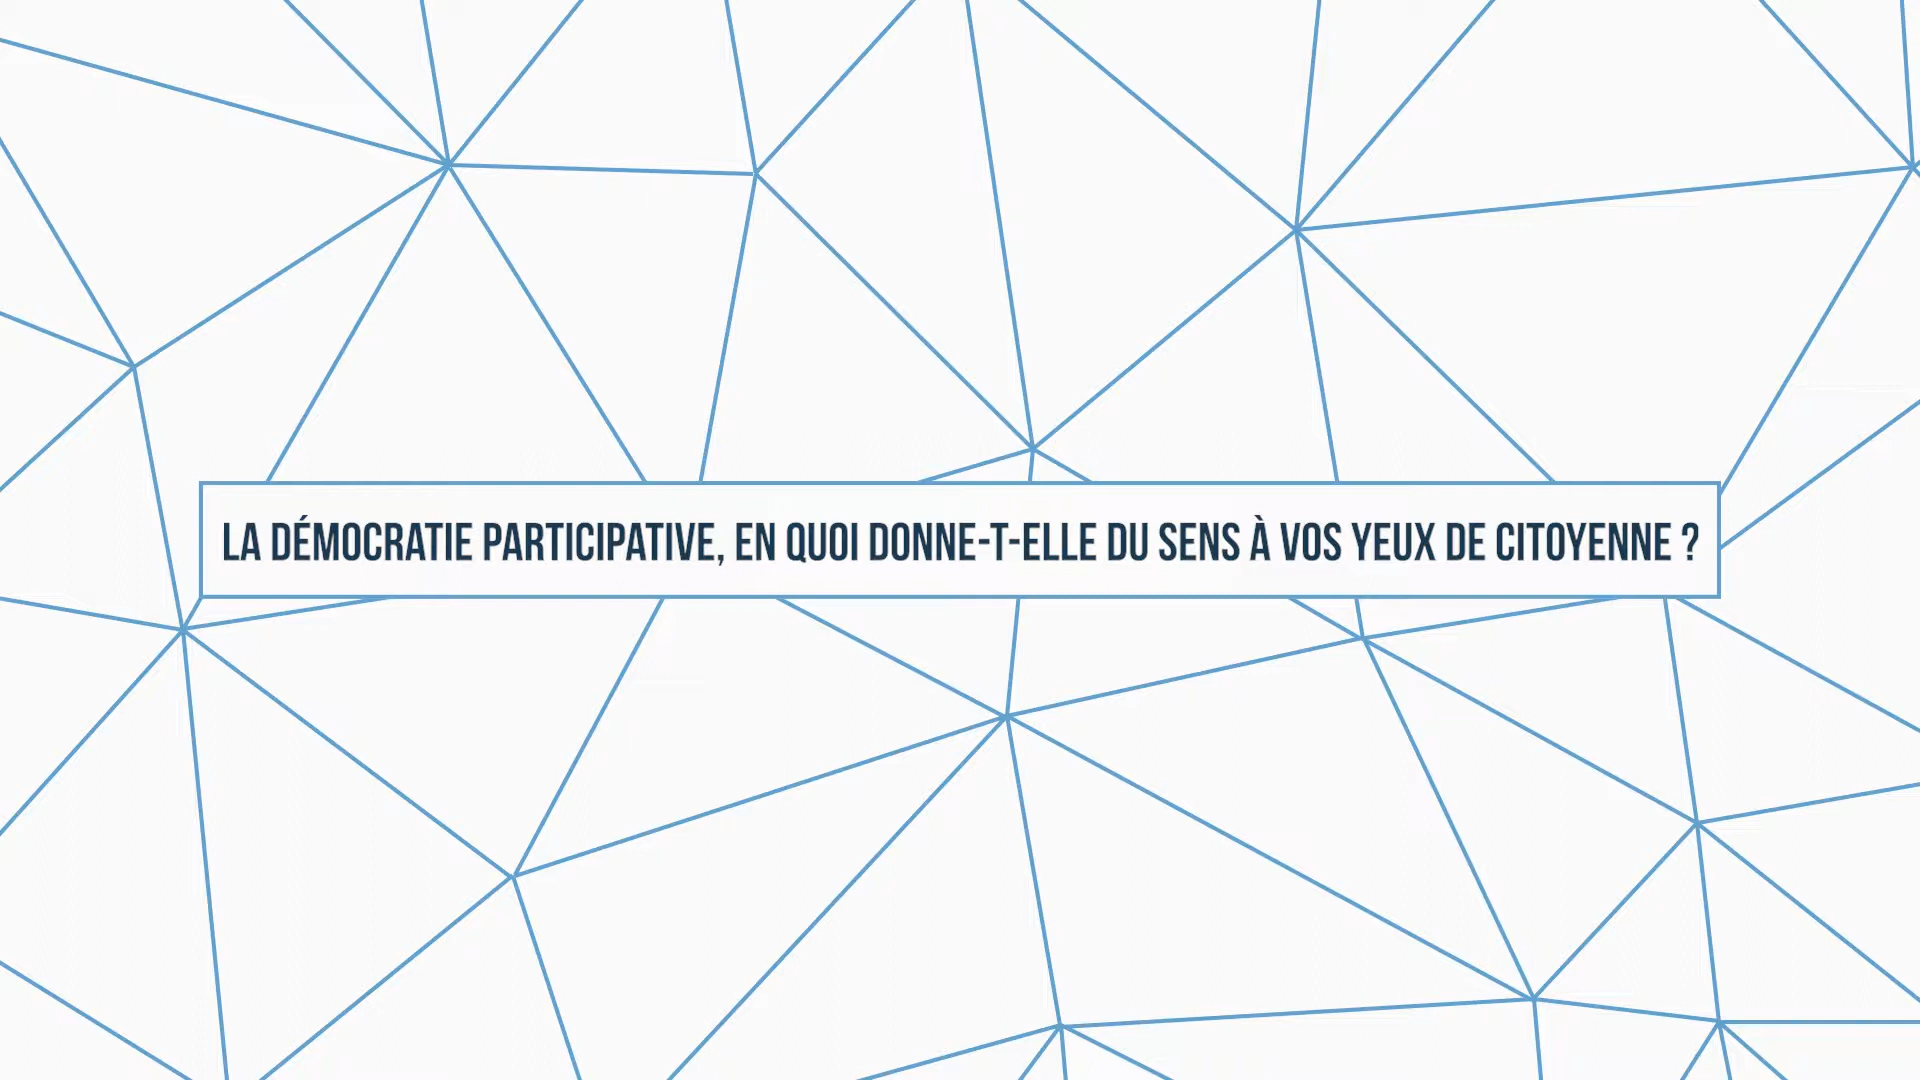 LA DÉMOCRATIE PARTICIPATIVE, EN QUOI DONNE-T-ELLE DU SENS À VOS YEUX DE CITOYENNE ?